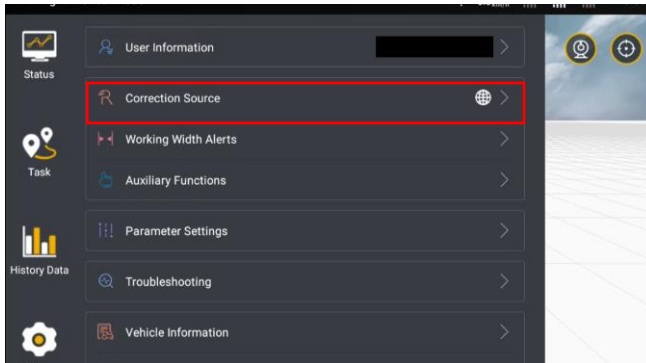 User Information
Status
Correction Source
Working Width Alerts
Task
Auxiliary Functions
Parameter Settings
History Data
Troubleshooting
Vehicle Information